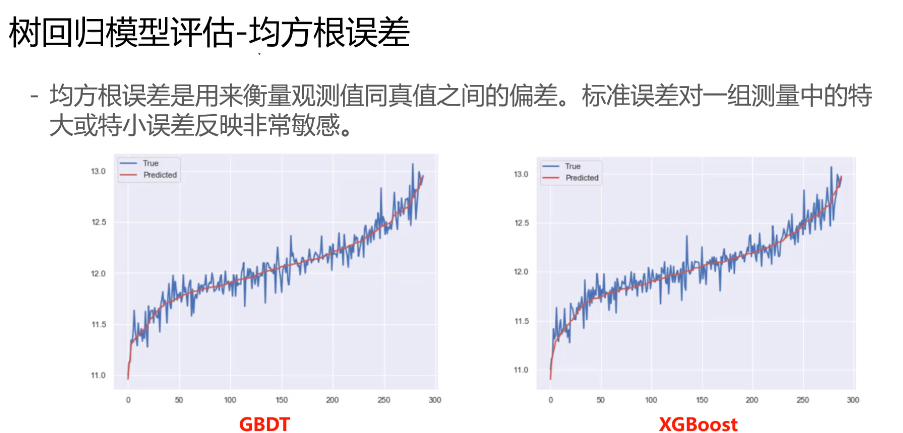 树回归模型评估-均方根误差
- 均方根误差是用来衡量观测值同真值之间的偏差。标准误差对一组测量中的特
大或特小误差反映非常敏感。
True
Predicted
13.0
12.5
12.0
11.5
11.0
0 50 100 150 200 250 300
GBDT
True
Predicted
13.0
12.5
12.0
11.5
11.0
0 50 100 150 200 250 300
XGBoost